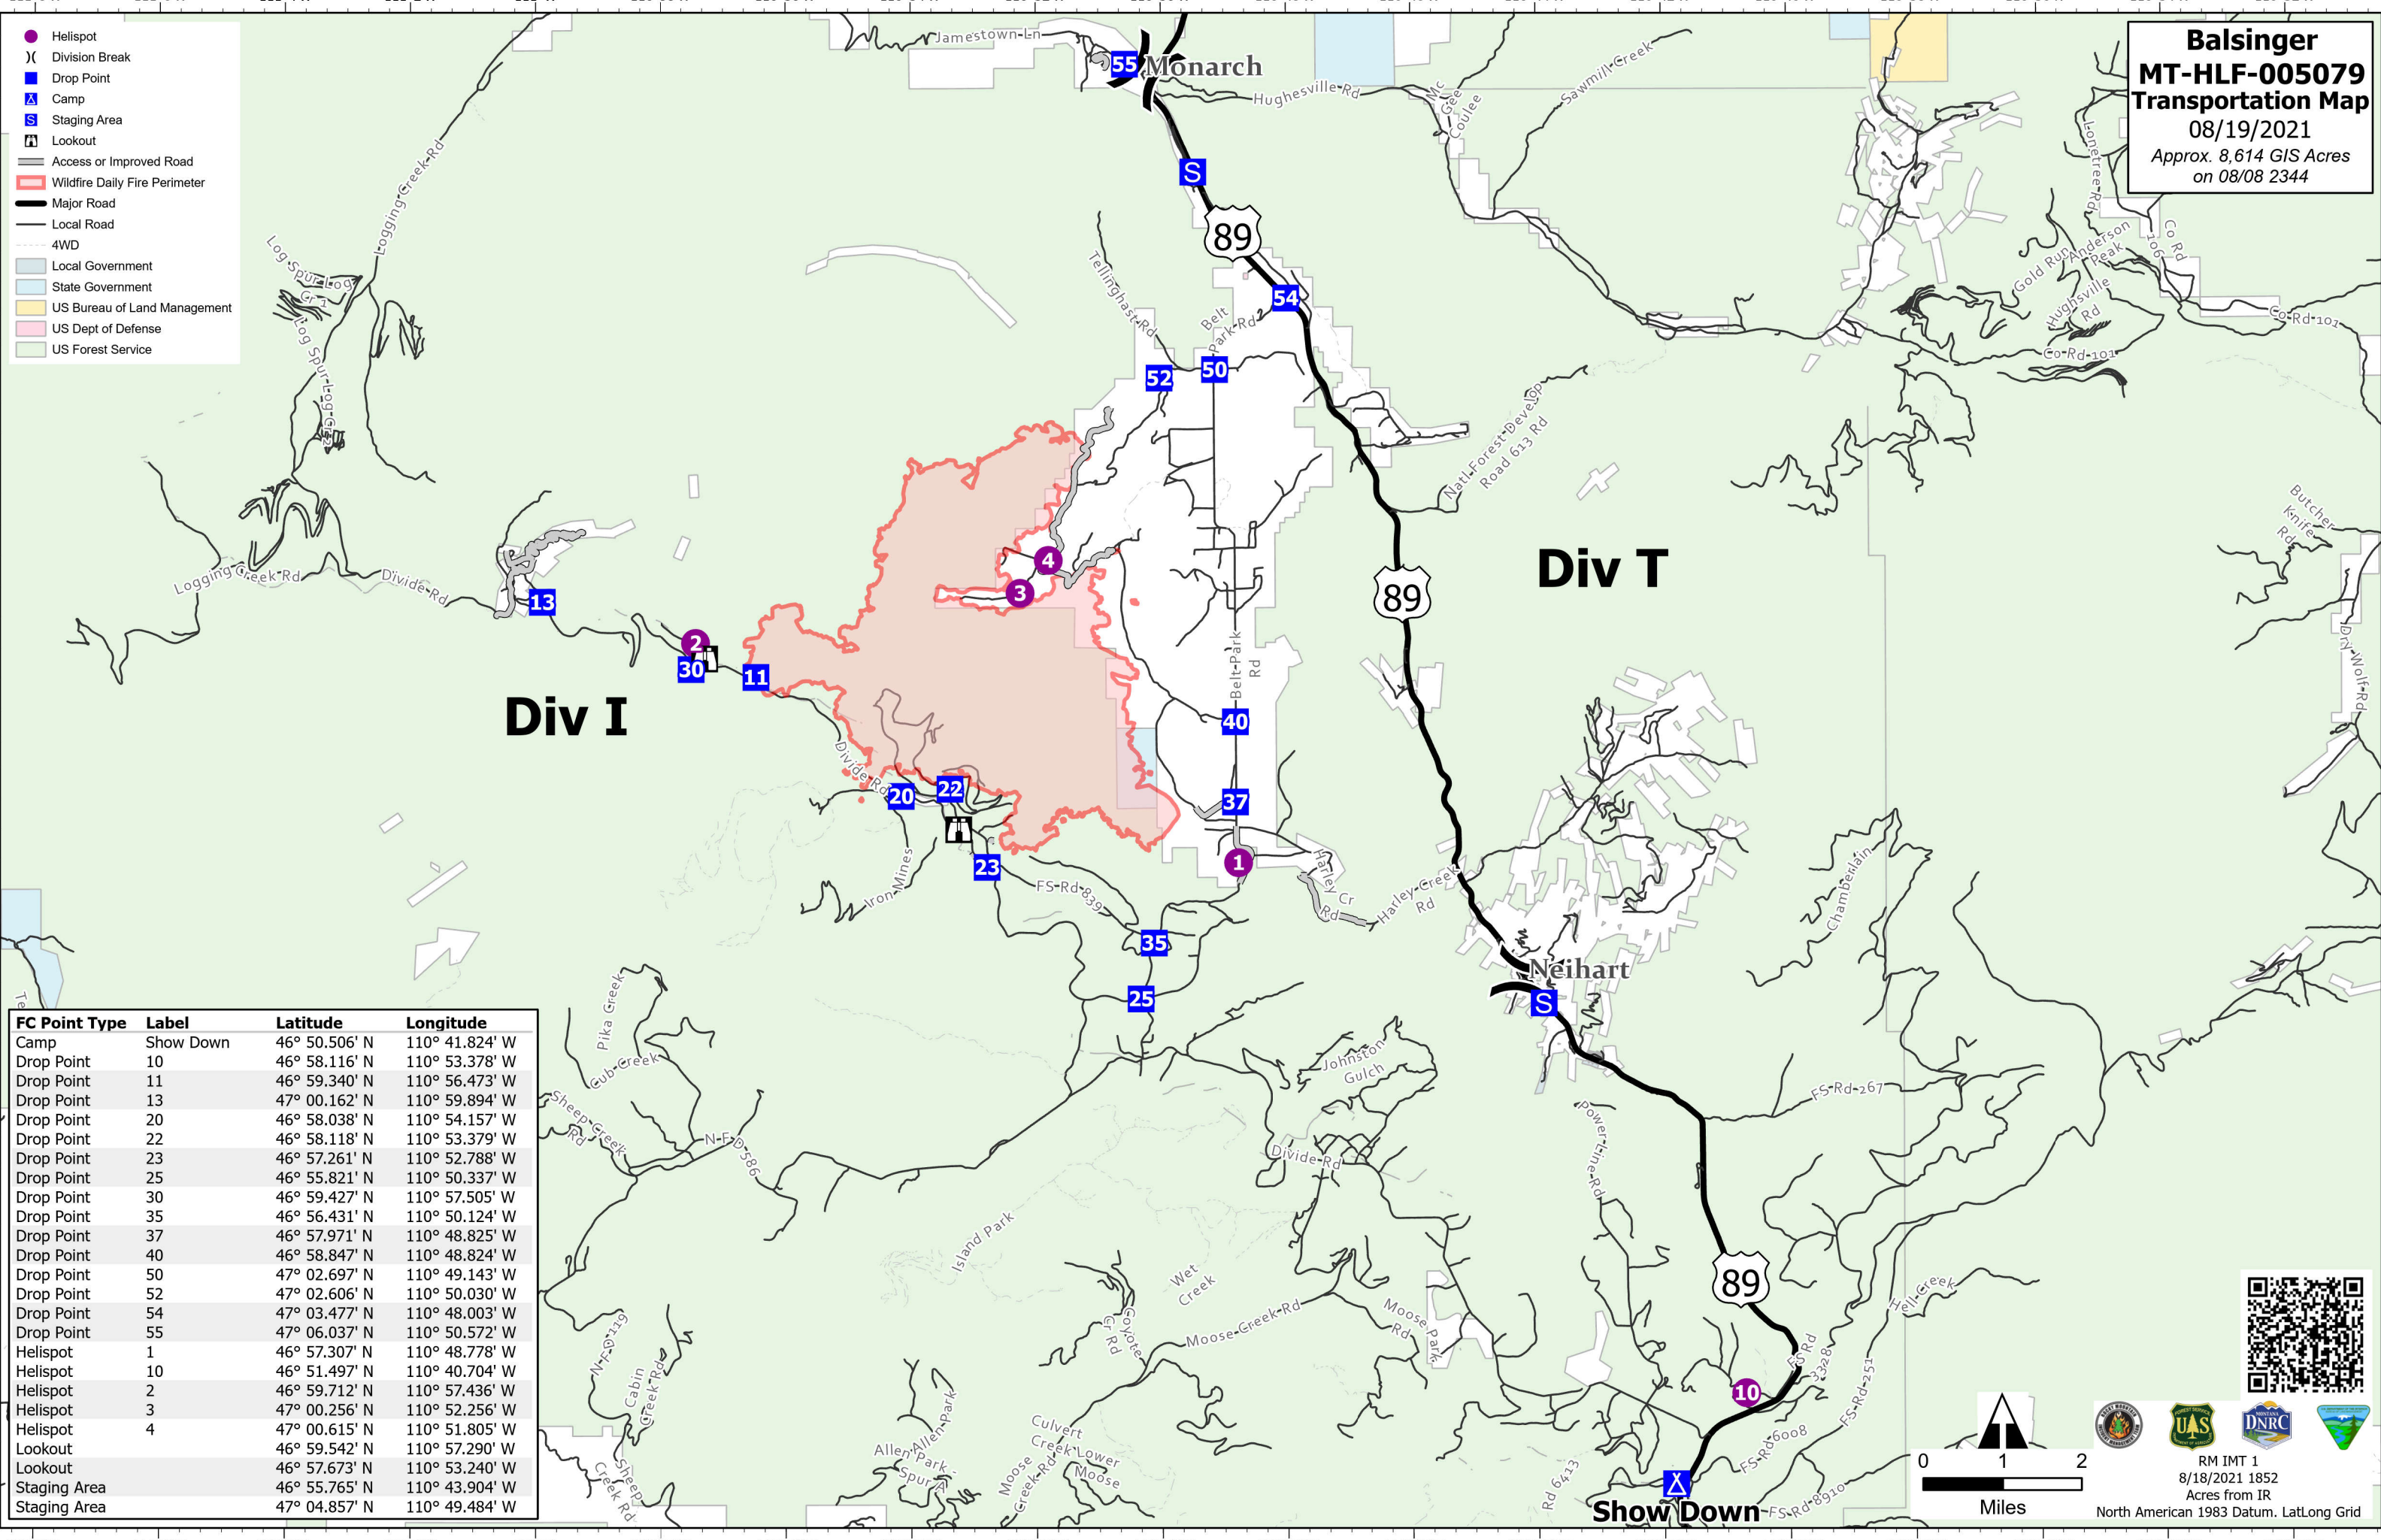 Helispot
Division Break
Drop Point
Camp
S Staging Area
Lookout
Access or Improved Road
Wildfire Daily Fire Perimeter
Major Road
Local Road
4WD
Local Government
State Government
US Bureau of Land Management
US Dept of Defense
US Forest Service
Balsinger
MT-HLF-005079
Transportation Map
08/19/2021
Approx. 8,614 GIS Acres
on 08/08 2344
Jamestown Ln
55
Monarch
Hughesville Rd
Mc
Gee
Coulee
Sawmill Creek
Lonetree Rd
Logging Creek Rd
S
89
Log Spur Log
Cr 1
Log Spur Log Cr 2
Tellinghast Rd
Belt
Park Rd
54
Gold Run
Anderson
Peak
Co Rd
106
Hughsville
Rd
Co Rd 101
Co Rd 101
52
50
Natl Forest Develop
Road 613 Rd
Butcher
Knife
Rd
Logging Creek Rd
Divide Rd
13
4
3
89
Div T
2
30
11
Div I
Belt Park
Rd
Dry Wolf Rd
40
Divide Rd
20
22
37
23
1
Iron Mines
FS Rd 839
Harley Cr
Rd
Harley Creek
Rd
Chamberlain
35
25
Neihart
S
Te
Pika Creek
Cub Creek
Sheep Creek
Rd
N F D 586
Johnston
Gulch
Divide Rd
Power Line Rd
FS Rd 267
Island Park
Wet
Creek
Coyote
Cr Rd
Moose Creek Rd
Moose Park
Rd
89
Hell Creek
N F D 119
Cabin
Creek Rd
Sheep
Creek Rd
Allen Park
Allen Park -
Spur A
Culvert
Creek Lower
Moose
Moose
Creek Rd
10
FS Rd
3328
FS Rd 251
FS Rd 6008
Rd 6413
FS Rd 8910
Show Down
FC Point Type Label Latitude Longitude
Camp Show Down 46° 50.506' N 110° 41.824' W
Drop Point 10 46° 58.116' N 110° 53.378' W
Drop Point 11 46° 59.340' N 110° 56.473' W
Drop Point 13 47° 00.162' N 110° 59.894' W
Drop Point 20 46° 58.038' N 110° 54.157' W
Drop Point 22 46° 58.118' N 110° 53.379' W
Drop Point 23 46° 57.261' N 110° 52.788' W
Drop Point 25 46° 55.821' N 110° 50.337' W
Drop Point 30 46° 59.427' N 110° 57.505' W
Drop Point 35 46° 56.431' N 110° 50.124' W
Drop Point 37 46° 57.971' N 110° 48.825' W
Drop Point 40 46° 58.847' N 110° 48.824' W
Drop Point 50 47° 02.697' N 110° 49.143' W
Drop Point 52 47° 02.606' N 110° 50.030' W
Drop Point 54 47° 03.477' N 110° 48.003' W
Drop Point 55 47° 06.037' N 110° 50.572' W
Helispot 1 46° 57.307' N 110° 48.778' W
Helispot 10 46° 51.497' N 110° 40.704' W
Helispot 2 46° 59.712' N 110° 57.436' W
Helispot 3 47° 00.256' N 110° 52.256' W
Helispot 4 47° 00.615' N 110° 51.805' W
Lookout 46° 59.542' N 110° 57.290' W
Lookout 46° 57.673' N 110° 53.240' W
Staging Area 46° 55.765' N 110° 43.904' W
Staging Area 47° 04.857' N 110° 49.484' W
0 1 2
Miles
UAS
DNRC
RM IMT 1
8/18/2021 1852
Acres from IR
North American 1983 Datum. LatLong Grid